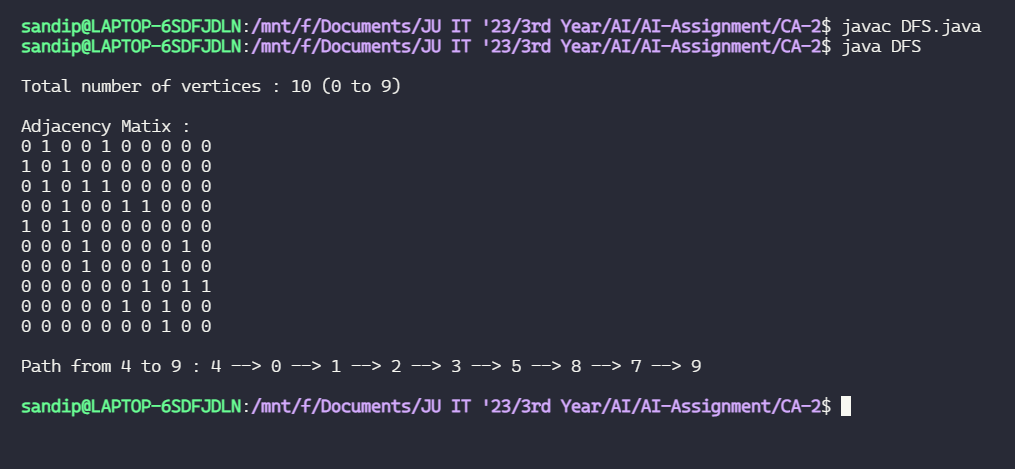 sandip@LAPTOP-6SDFJDLN:/mnt/f/Documents/JU IT '23/3rd Year/AI/AI-Assignment/CA-2$ javac DFS.java
sandip@LAPTOP-6SDFJDLN:/mnt/f/Documents/JU IT '23/3rd Year/AI/AI-Assignment/CA-2$ java DFS
Total number of vertices : 10 (0 to 9)
Adjacency Matix :
0 1 0 0 1 0 0 0 0 0
1 0 1 0 0 0 0 0 0 0
0 1 0 1 1 0 0 0 0 0
0 0 1 0 0 1 1 0 0 0
1 0 1 0 0 0 0 0 0 0
0 0 0 1 0 0 0 0 1 0
0 0 0 1 0 0 0 1 0 0
0 0 0 0 0 0 1 0 1 1
0 0 0 0 0 1 0 1 0 0
0 0 0 0 0 0 0 1 0 0
Path from 4 to 9 : 4 --> 0 --> 1 --> 2 --> 3 --> 5 --> 8 --> 7 --> 9
sandip@LAPTOP-6SDFJDLN:/mnt/f/Documents/JU IT '23/3rd Year/AI/AI-Assignment/CA-2$